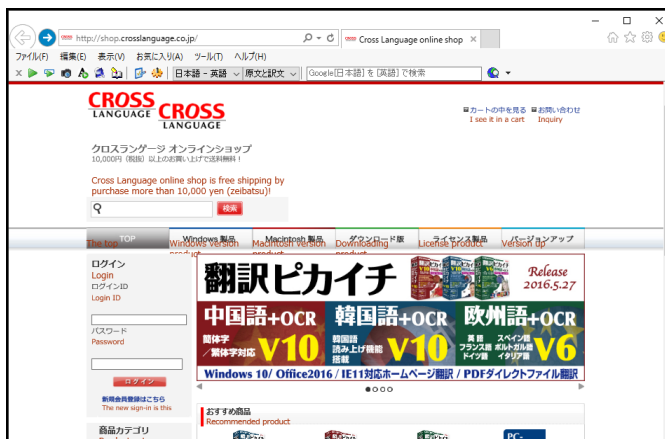 http://shop.crosslanguage.co.jp/
Cross Language online shop
ファイル(F) 編集(E) 表示(V) お気に入り(A) ツール(T) ヘルプ(H)
日本語 - 英語 原文と訳文 Google[日本語] を [英語] で検索
CROSS
LANGUAGE
CROSS
LANGUAGE
カートの中を見る お問い合わせ
I see it in a cart Inquiry
クロスランゲージ オンラインショップ
10,000円(税抜)以上のお買い上げで送料無料!
Cross Language online shop is free shipping by
purchase more than 10,000 yen (zeibatsu)!
検索
TOP Windows 製品 Macintosh 製品 ダウンロード版 ライセンス製品 バージョンアップ
The top Windows version product Macintosh version product Downloading product License product Version up
ログイン
Login
ログインID
Login ID
パスワード
Password
ログイン
新規会員登録はこちら
The new sign-in is this
商品カテゴリ
翻訳ピカイチ
Release
2016.5.27
中国語+OCR
簡体字
/繁体字対応
V10
韓国語+OCR
韓国語
読み上げ機能
搭載
V10
欧州語+OCR
英語 スペイン語
フランス語 ポルトガル語
ドイツ語 イタリア語
V6
Windows 10/ Office2016 / IE11対応ホームページ翻訳 / PDFダイレクトファイル翻訳
おすすめ商品
Recommended product
PC-